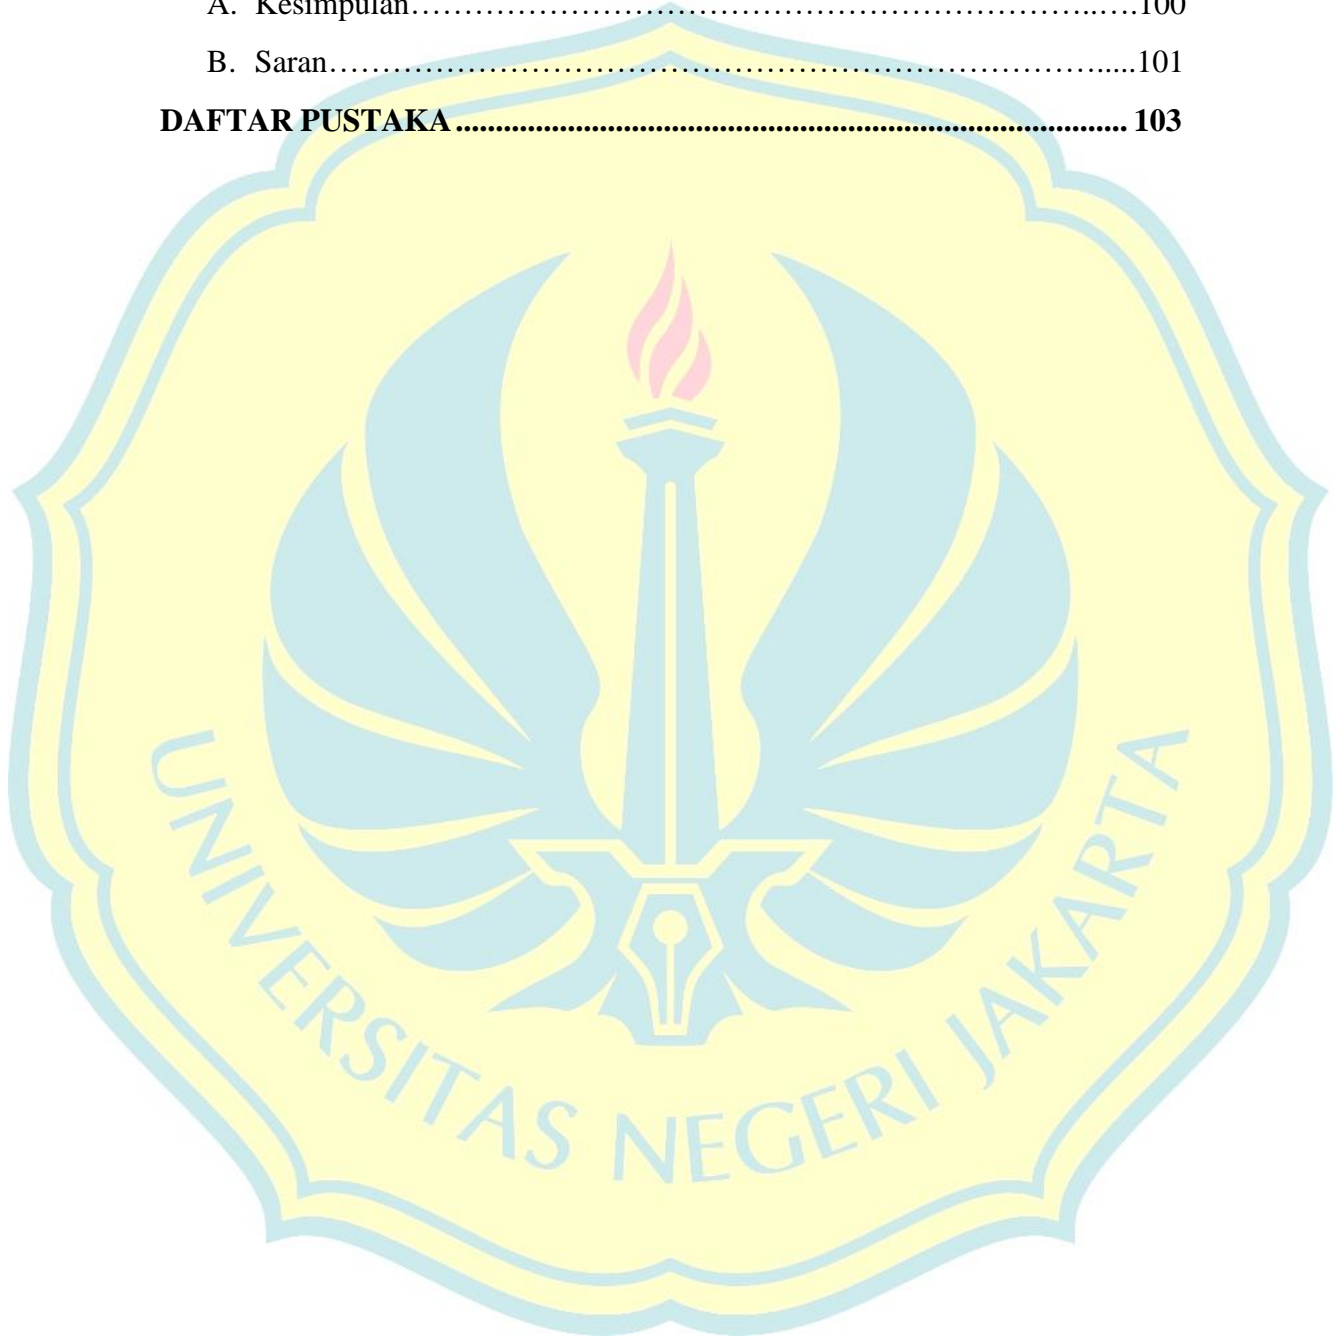 A. Kesimpulan……………………………………………………………..….100
B. Saran……………………………………………………………….....101
DAFTAR PUSTAKA .................................................................................... 103
UNIVERSITAS NEGERI JAKARTA